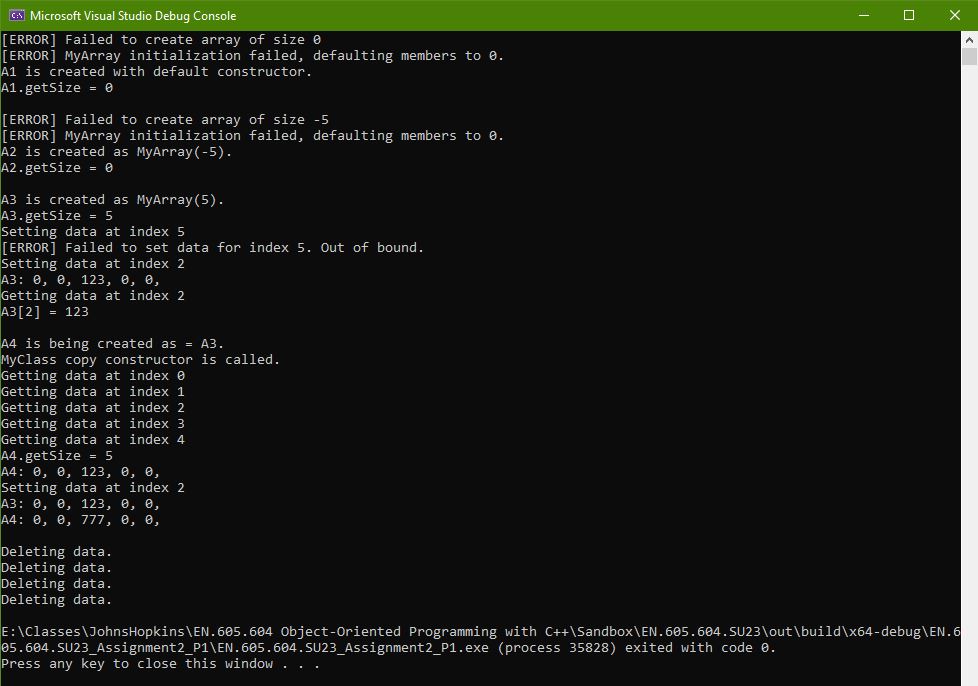 Microsoft Visual Studio Debug Console
[ERROR] Failed to create array of size 0
[ERROR] MyArray initialization failed, defaulting members to 0.
A1 is created with default constructor.
A1.getSize = 0
[ERROR] Failed to create array of size -5
[ERROR] MyArray initialization failed, defaulting members to 0.
A2 is created as MyArray(-5).
A2.getSize = 0
A3 is created as MyArray(5).
A3.getSize = 5
Setting data at index 5
[ERROR] Failed to set data for index 5. Out of bound.
Setting data at index 2
A3: 0, 0, 123, 0, 0,
Getting data at index 2
A3[2] = 123
A4 is being created as = A3.
MyClass copy constructor is called.
Getting data at index 0
Getting data at index 1
Getting data at index 2
Getting data at index 3
Getting data at index 4
A4.getSize = 5
A4: 0, 0, 123, 0, 0,
Setting data at index 2
A3: 0, 0, 123, 0, 0,
A4: 0, 0, 777, 0, 0,
Deleting data.
Deleting data.
Deleting data.
Deleting data.
E:\Classes\JohnsHopkins\EN.605.604 Object-Oriented Programming with C++\Sandbox\EN.605.604.SU23\out\build\x64-debug\EN.6
05.604.SU23_Assignment2_P1\EN.605.604.SU23_Assignment2_P1.exe (process 35828) exited with code 0.
Press any key to close this window . . .